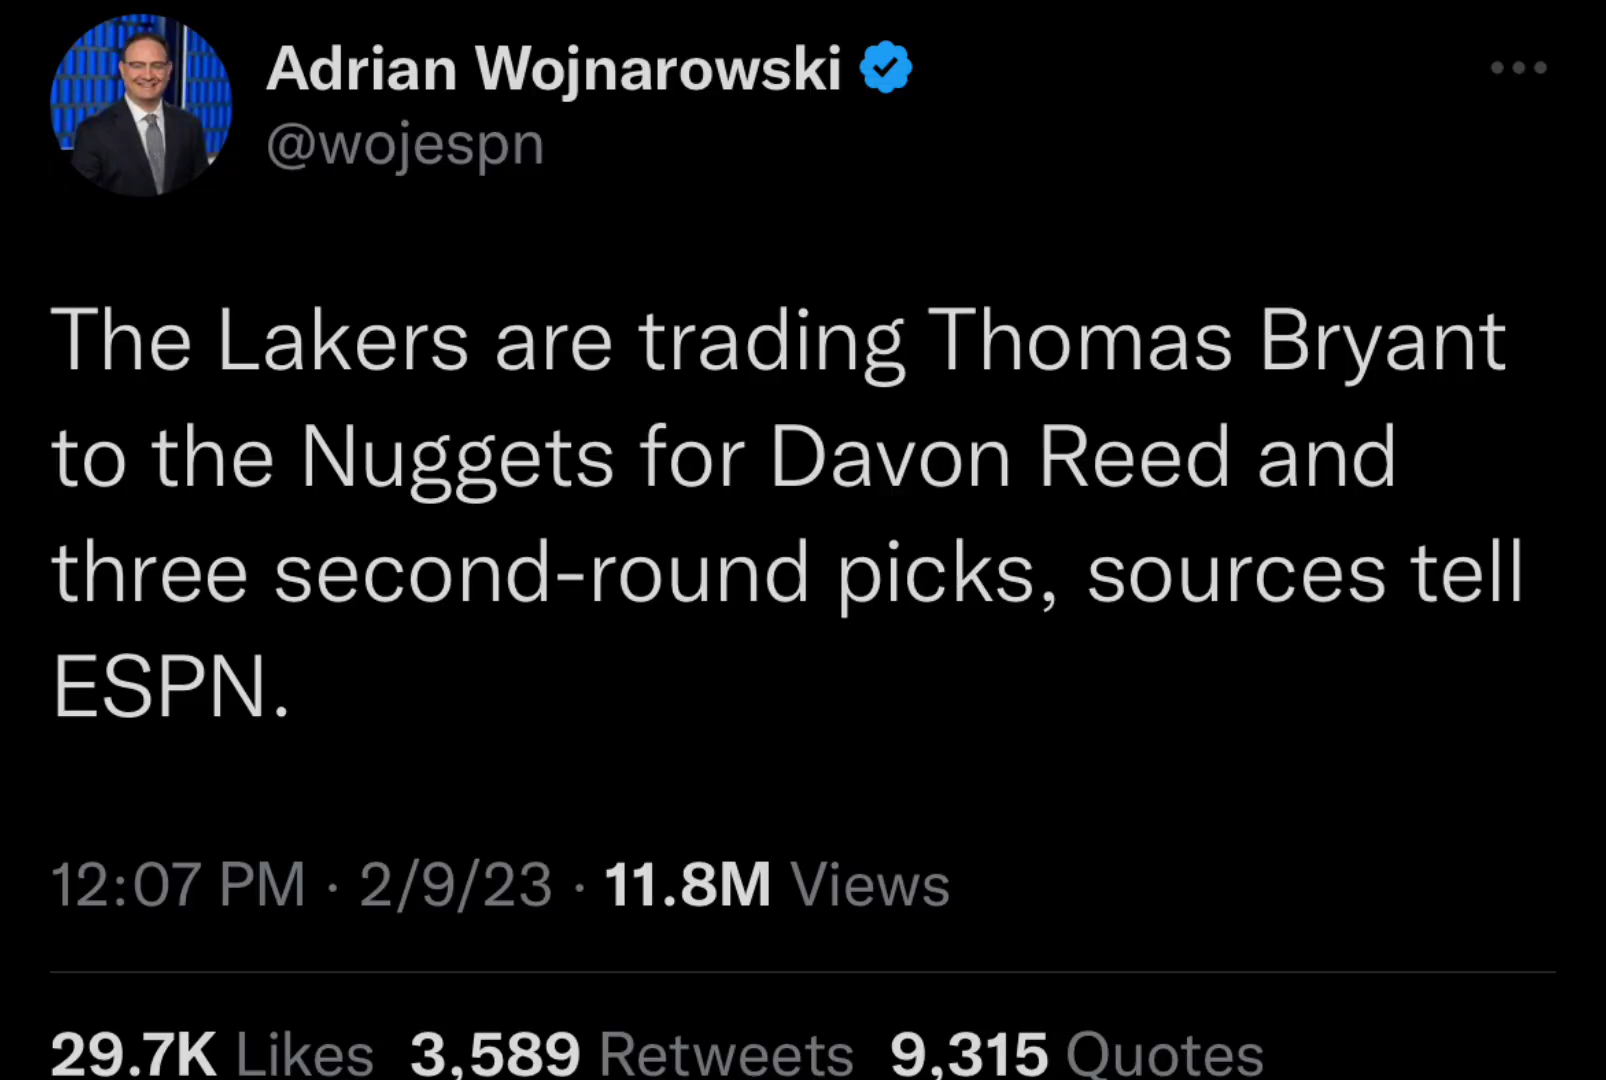 Adrian Wojnarowski
@wojespn
The Lakers are trading Thomas Bryant
to the Nuggets for Davon Reed and
three second-round picks, sources tell
ESPN.
12:07 PM · 2/9/23 · 11.8M Views
29.7K Likes 3,589 Retweets 9,315 Quotes